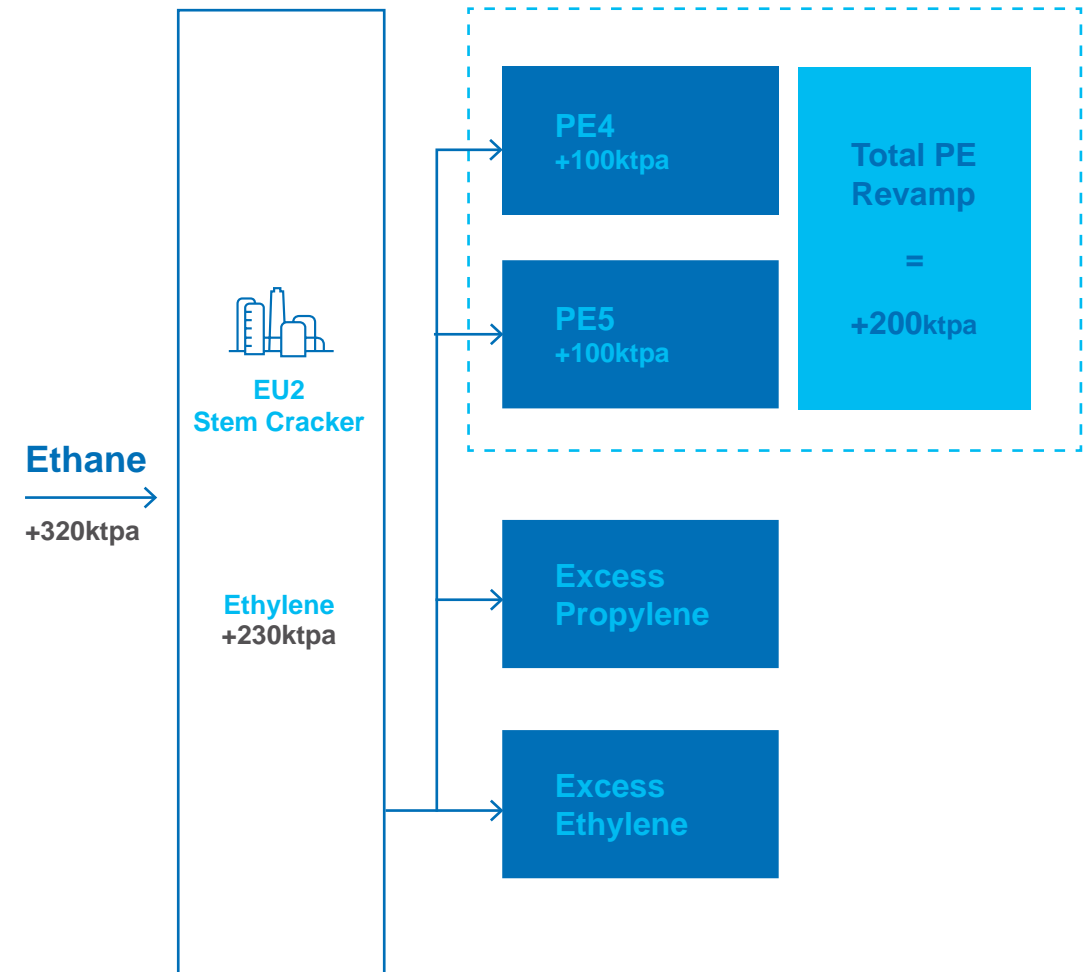 Ethane
+320ktpa
EU2
Stem Cracker
Ethylene
+230ktpa
PE4
+100ktpa
PE5
+100ktpa
Total PE
Revamp
=
+200ktpa
Excess
Propylene
Excess
Ethylene